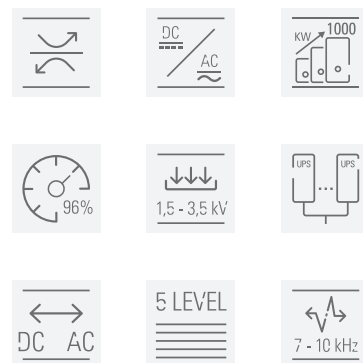 DC
AC
KW 1000
96%
1,5 - 3,5 kV
UPS UPS
...
DC AC
5 LEVEL
7 - 10 kHz